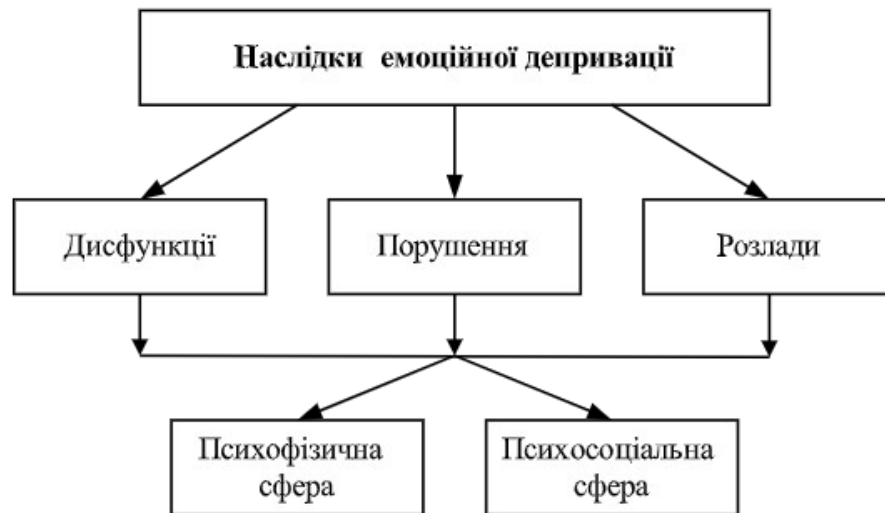 Наслідки емоційної депривації
Дисфункції
Порушення
Розлади
Психофізична
сфера
Психосоціальна
сфера